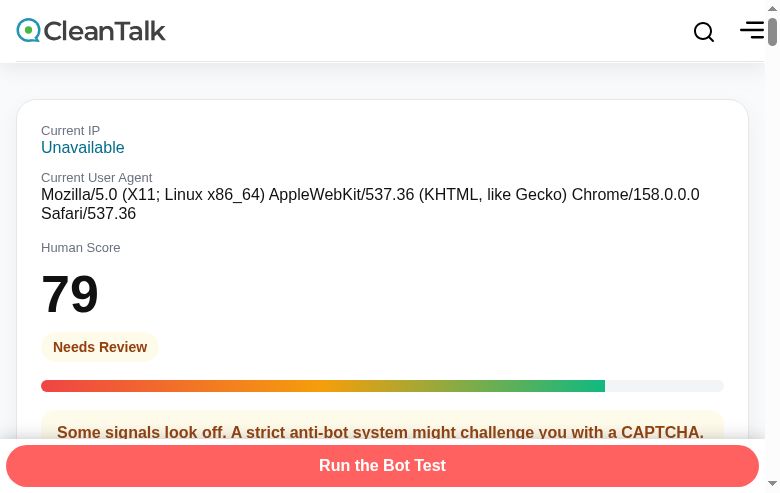 CleanTalk
Current IP
Unavailable
Current User Agent
Mozilla/5.0 (X11; Linux x86_64) AppleWebKit/537.36 (KHTML, like Gecko) Chrome/158.0.0.0
Safari/537.36
Human Score
79
Needs Review
Some signals look off. A strict anti-bot system might challenge you with a CAPTCHA.
Run the Bot Test